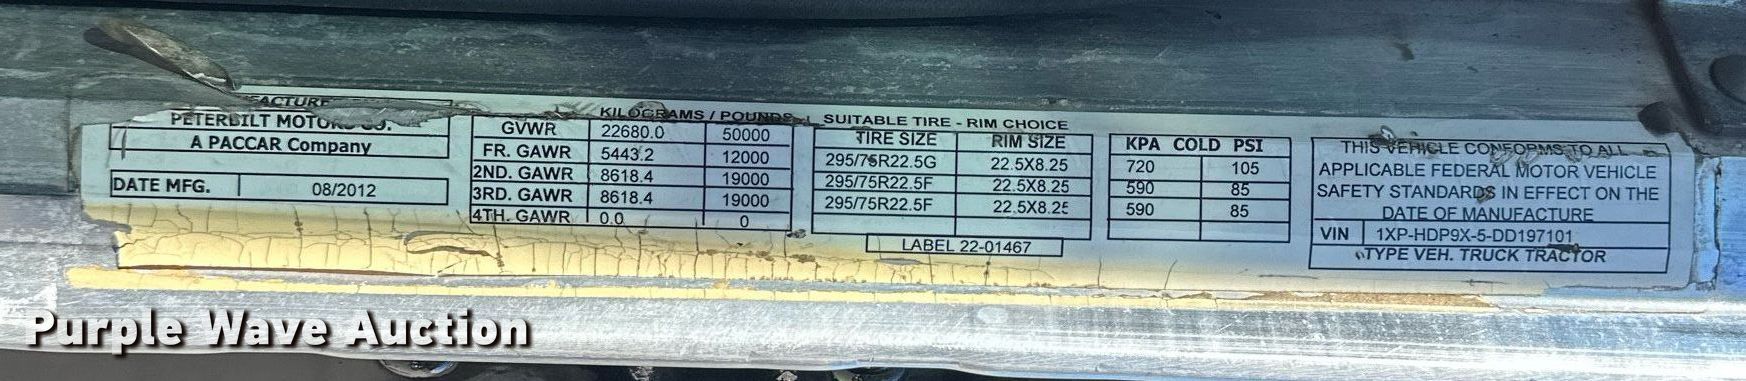 PETERBILT MOTORS CO.
A PACCAR Company
DATE MFG. 08/2012
KILOGRAMS / POUNDS
GVWR 22680.0 50000
FR. GAWR 5443.2 12000
2ND. GAWR 8618.4 19000
3RD. GAWR 8618.4 19000
4TH. GAWR 0.0 0
SUITABLE TIRE - RIM CHOICE
TIRE SIZE RIM SIZE
295/75R22.5G 22.5X8.25
295/75R22.5F 22.5X8.25
295/75R22.5F 22.5X8.25
LABEL 22-01467
KPA COLD PSI
720 105
590 85
590 85
THIS VEHICLE CONFORMS TO ALL
APPLICABLE FEDERAL MOTOR VEHICLE
SAFETY STANDARDS IN EFFECT ON THE
DATE OF MANUFACTURE
VIN 1XP-HDP9X-5-DD197101
TYPE VEH. TRUCK TRACTOR
Purple Wave Auction